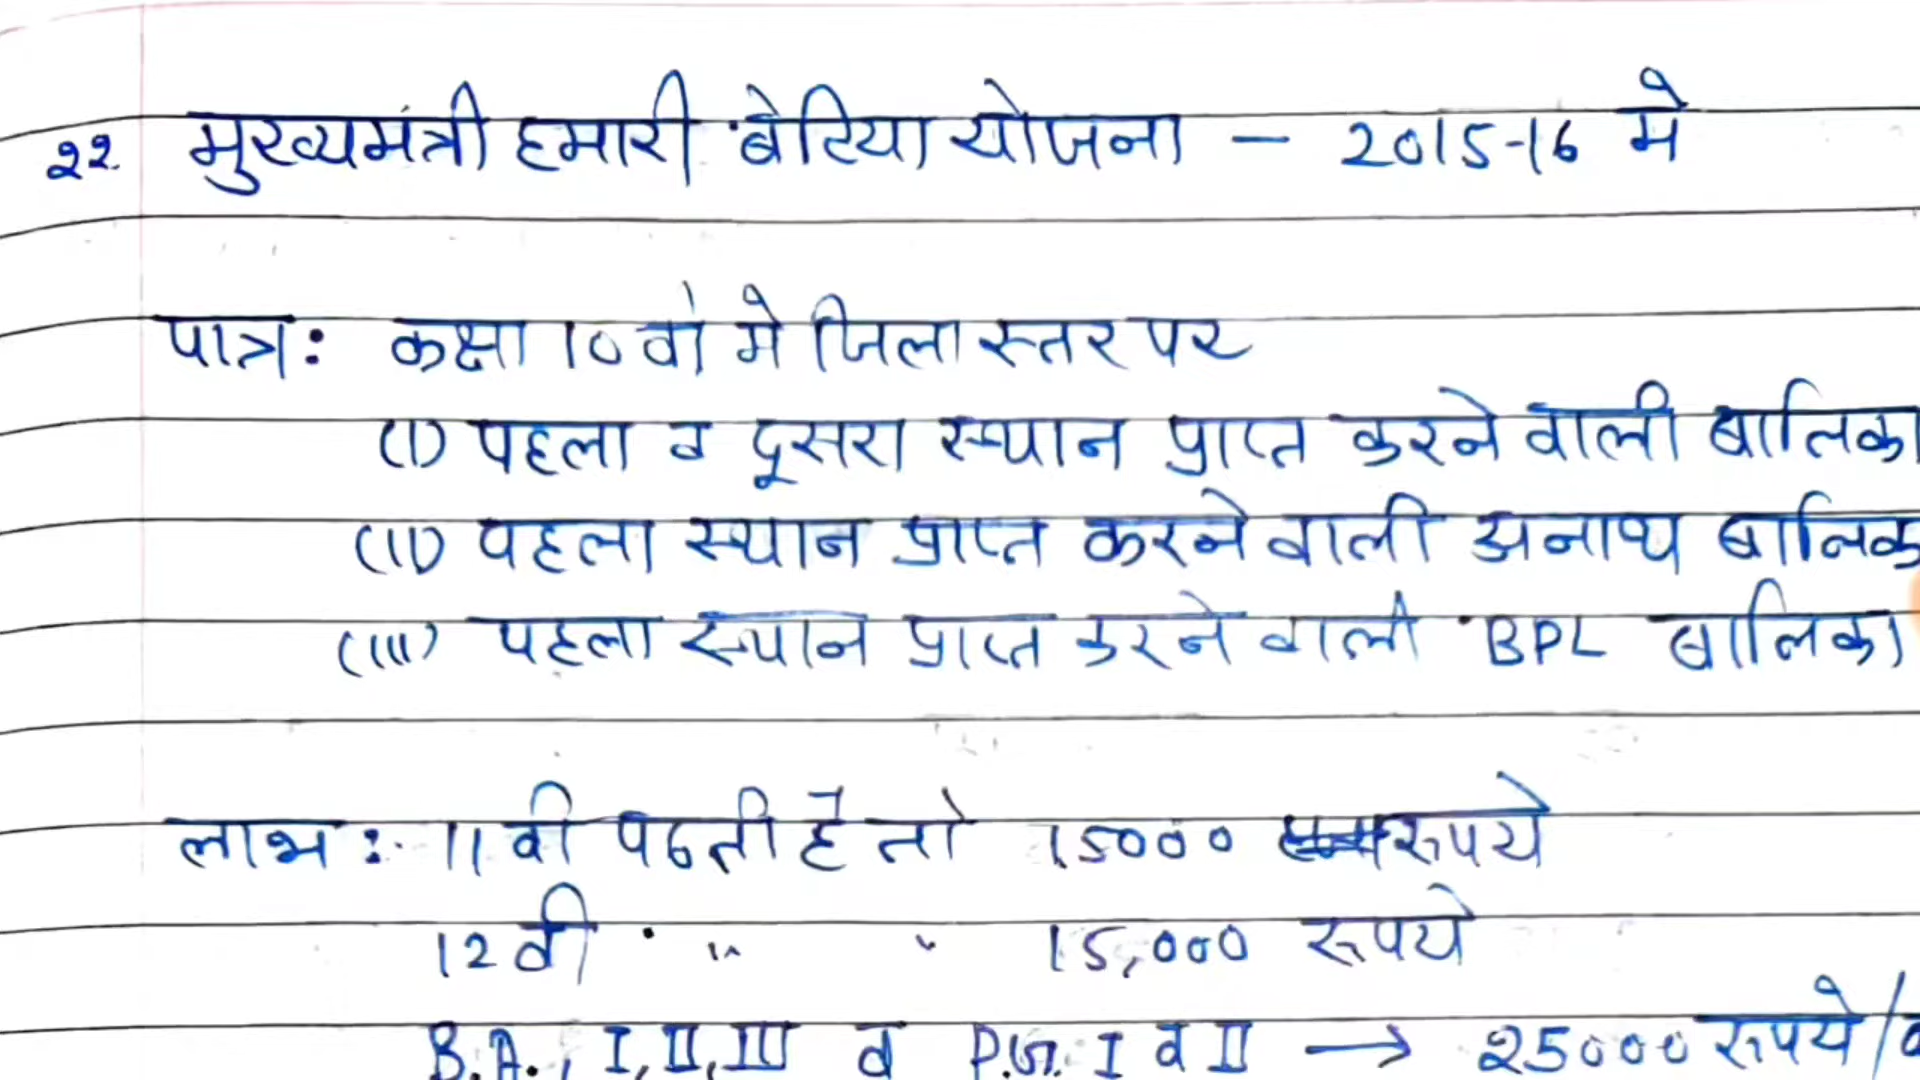 22. मुख्यमंत्री हमारी बेटिया योजना – 2015-16 मे
पात्र: कक्षा 10वी मे जिला स्तर पर
(I) पहला व दूसरा स्थान प्राप्त करने वाली बालिका
(II) पहला स्थान प्राप्त करने वाली अनाथ बालिका
(III) पहला स्थान प्राप्त करने वाली BPL बालिका
लाभ :- 11वी पढती है तो 15000 रुपये
12वी " " " 15,000 रुपये
B.A., I, II, III व P.G. I व II → 25000 रुपये/